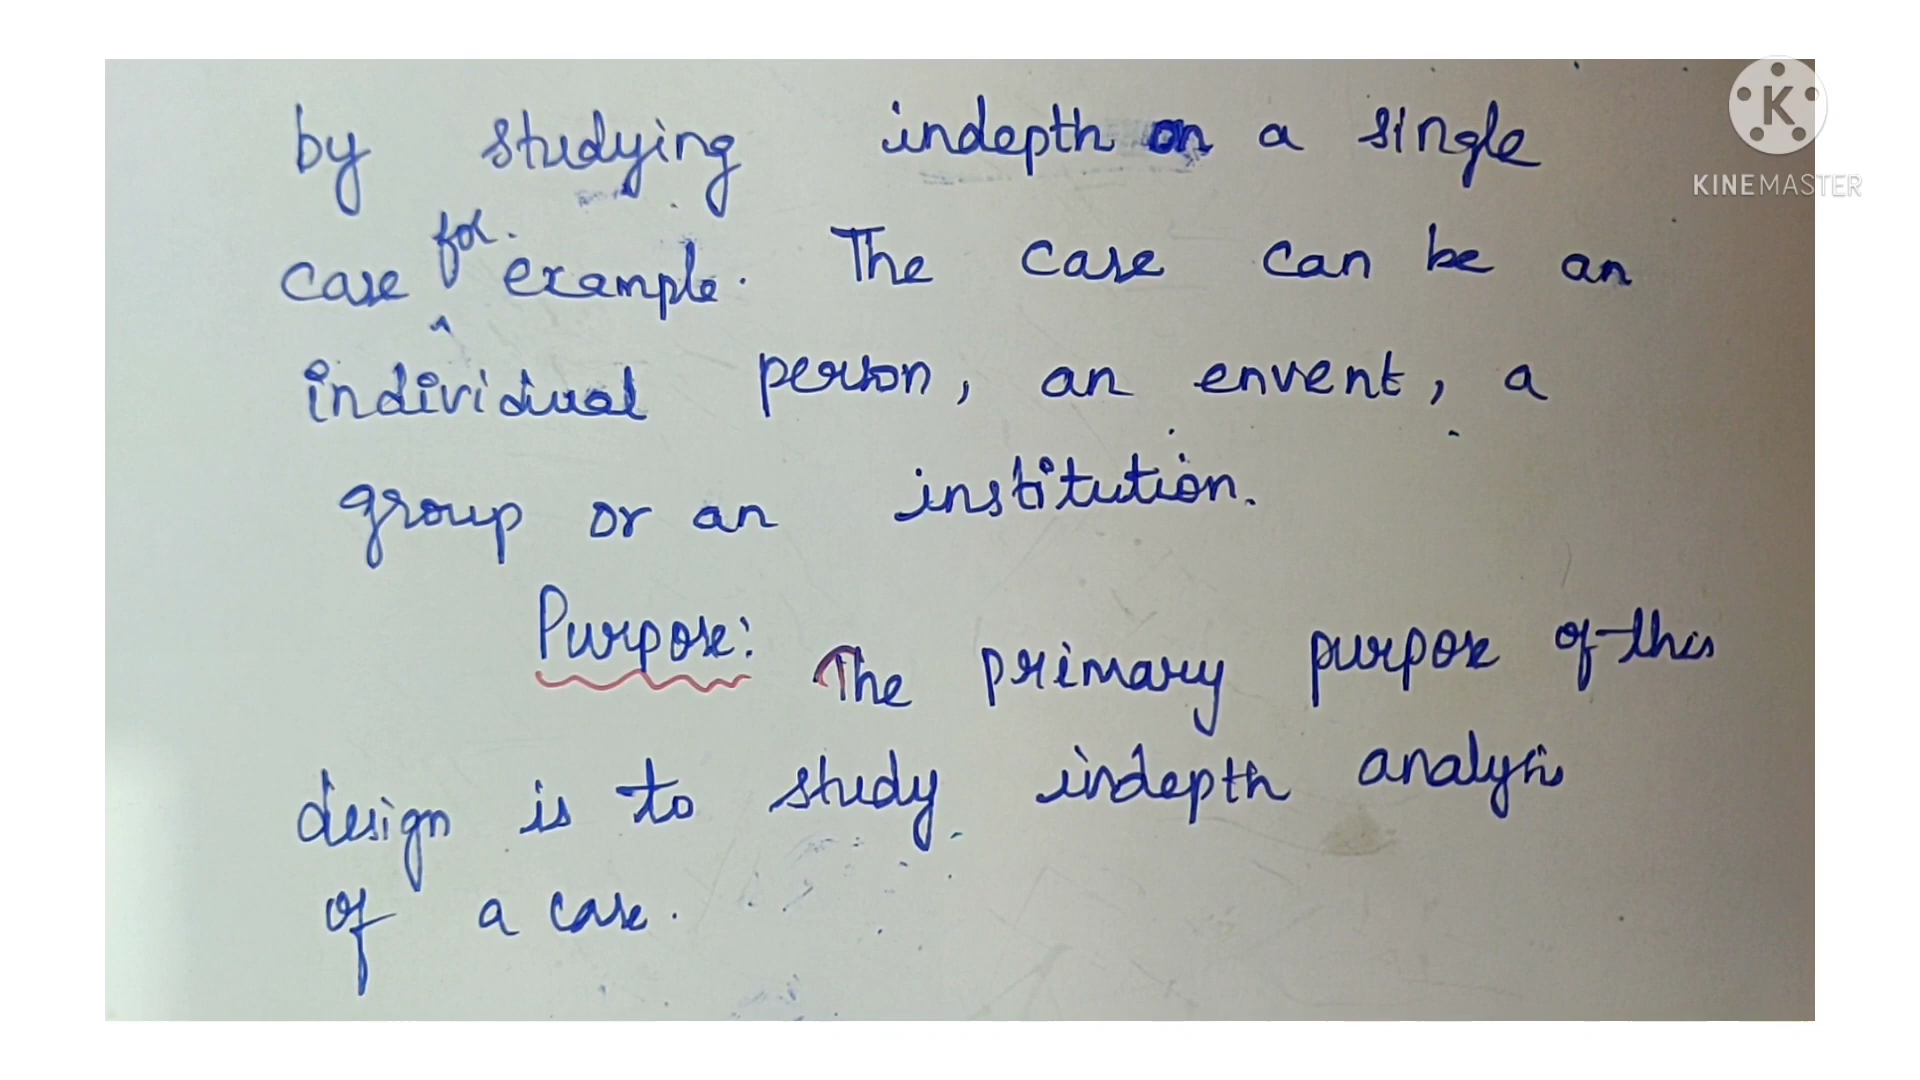 by studying indepth on a single
case for example. The case can be an
individual person, an envent, a
group or an institution.
Purpose: The primary purpose of this
design is to study indepth analysis
of a case.
KINEMASTER